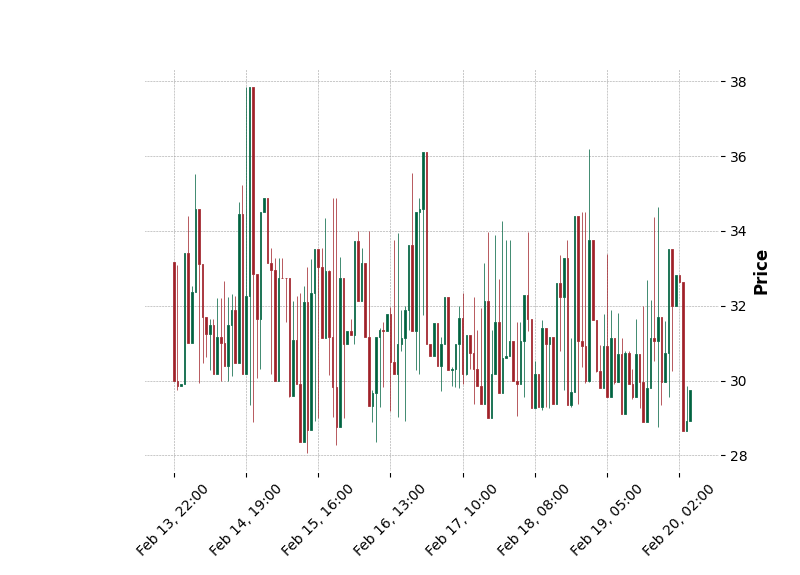 38
36
34
32
30
28
Price
Feb 13, 22:00
Feb 14, 19:00
Feb 15, 16:00
Feb 16, 13:00
Feb 17, 10:00
Feb 18, 08:00
Feb 19, 05:00
Feb 20, 02:00